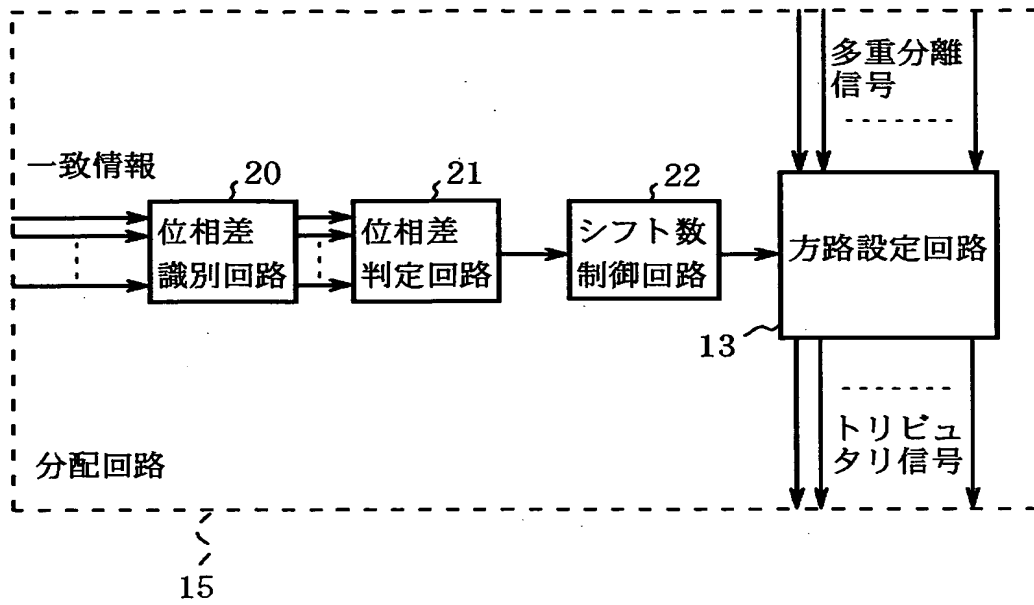 多重分離
信号
一致情報
20
21
22
位相差
識別回路
位相差
判定回路
シフト数
制御回路
方路設定回路
13
トリビュ
タリ信号
分配回路
15